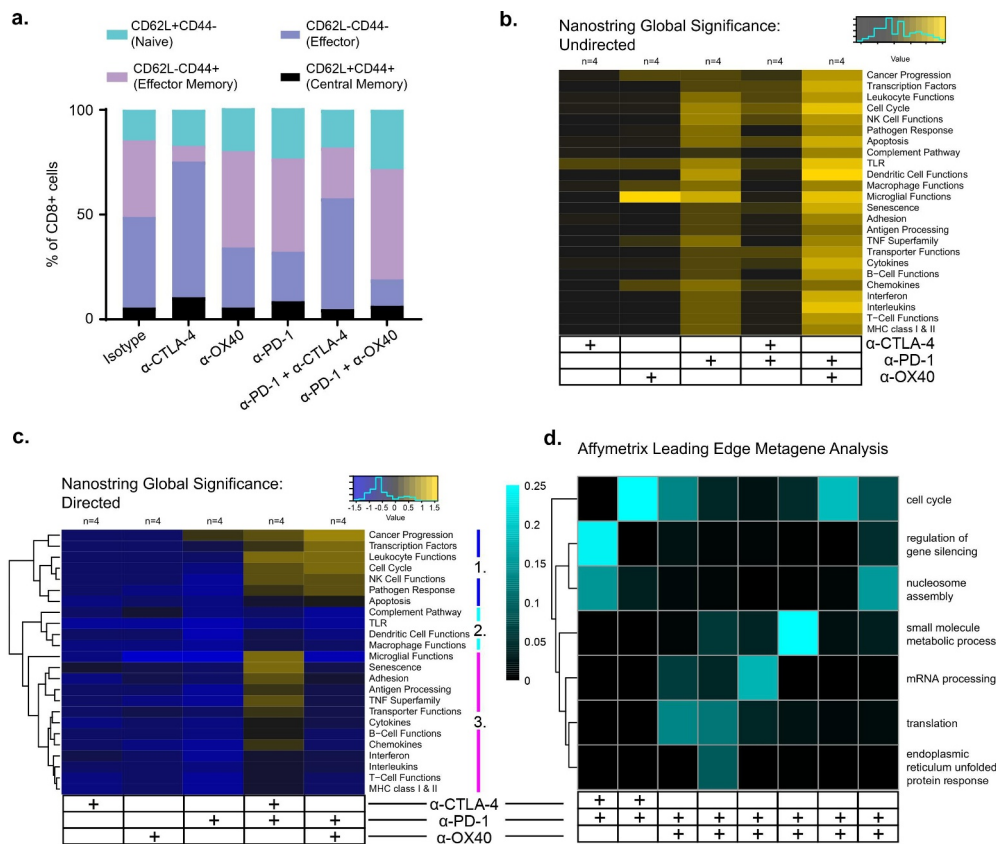 a.
CD62L+CD44-
(Naive)
CD62L-CD44-
(Effector)
CD62L-CD44+
(Effector Memory)
CD62L+CD44+
(Central Memory)
% of CD8+ cells
100
50
0
Isotype
α-CTLA-4
α-OX40
α-PD-1
α-PD-1 + α-CTLA-4
α-PD-1 + α-OX40
b.
Nanostring Global Significance:
Undirected
Value
n=4 n=4 n=4 n=4 n=4
Cancer Progression
Transcription Factors
Leukocyte Functions
Cell Cycle
NK Cell Functions
Pathogen Response
Apoptosis
Complement Pathway
TLR
Dendritic Cell Functions
Macrophage Functions
Microglial Functions
Senescence
Adhesion
Antigen Processing
TNF Superfamily
Transporter Functions
Cytokines
B-Cell Functions
Chemokines
Interferon
Interleukins
T-Cell Functions
MHC class I & II
+ + α-CTLA-4
+ + + α-PD-1
+ + α-OX40
c.
Nanostring Global Significance:
Directed
-1.5 -1 -0.5 0 0.5 1 1.5
Value
n=4 n=4 n=4 n=4 n=4
Cancer Progression
Transcription Factors
Leukocyte Functions
Cell Cycle
NK Cell Functions
Pathogen Response
Apoptosis
Complement Pathway
TLR
Dendritic Cell Functions
Macrophage Functions
Microglial Functions
Senescence
Adhesion
Antigen Processing
TNF Superfamily
Transporter Functions
Cytokines
B-Cell Functions
Chemokines
Interferon
Interleukins
T-Cell Functions
MHC class I & II
1.
2.
3.
+ + α-CTLA-4
+ + + α-PD-1
+ + α-OX40
d.
Affymetrix Leading Edge Metagene Analysis
0.25
0.2
0.15
0.1
0.05
0
cell cycle
regulation of
gene silencing
nucleosome
assembly
small molecule
metabolic process
mRNA processing
translation
endoplasmic
reticulum unfolded
protein response
+ +
+ + + + + + + +
+ + + + + +